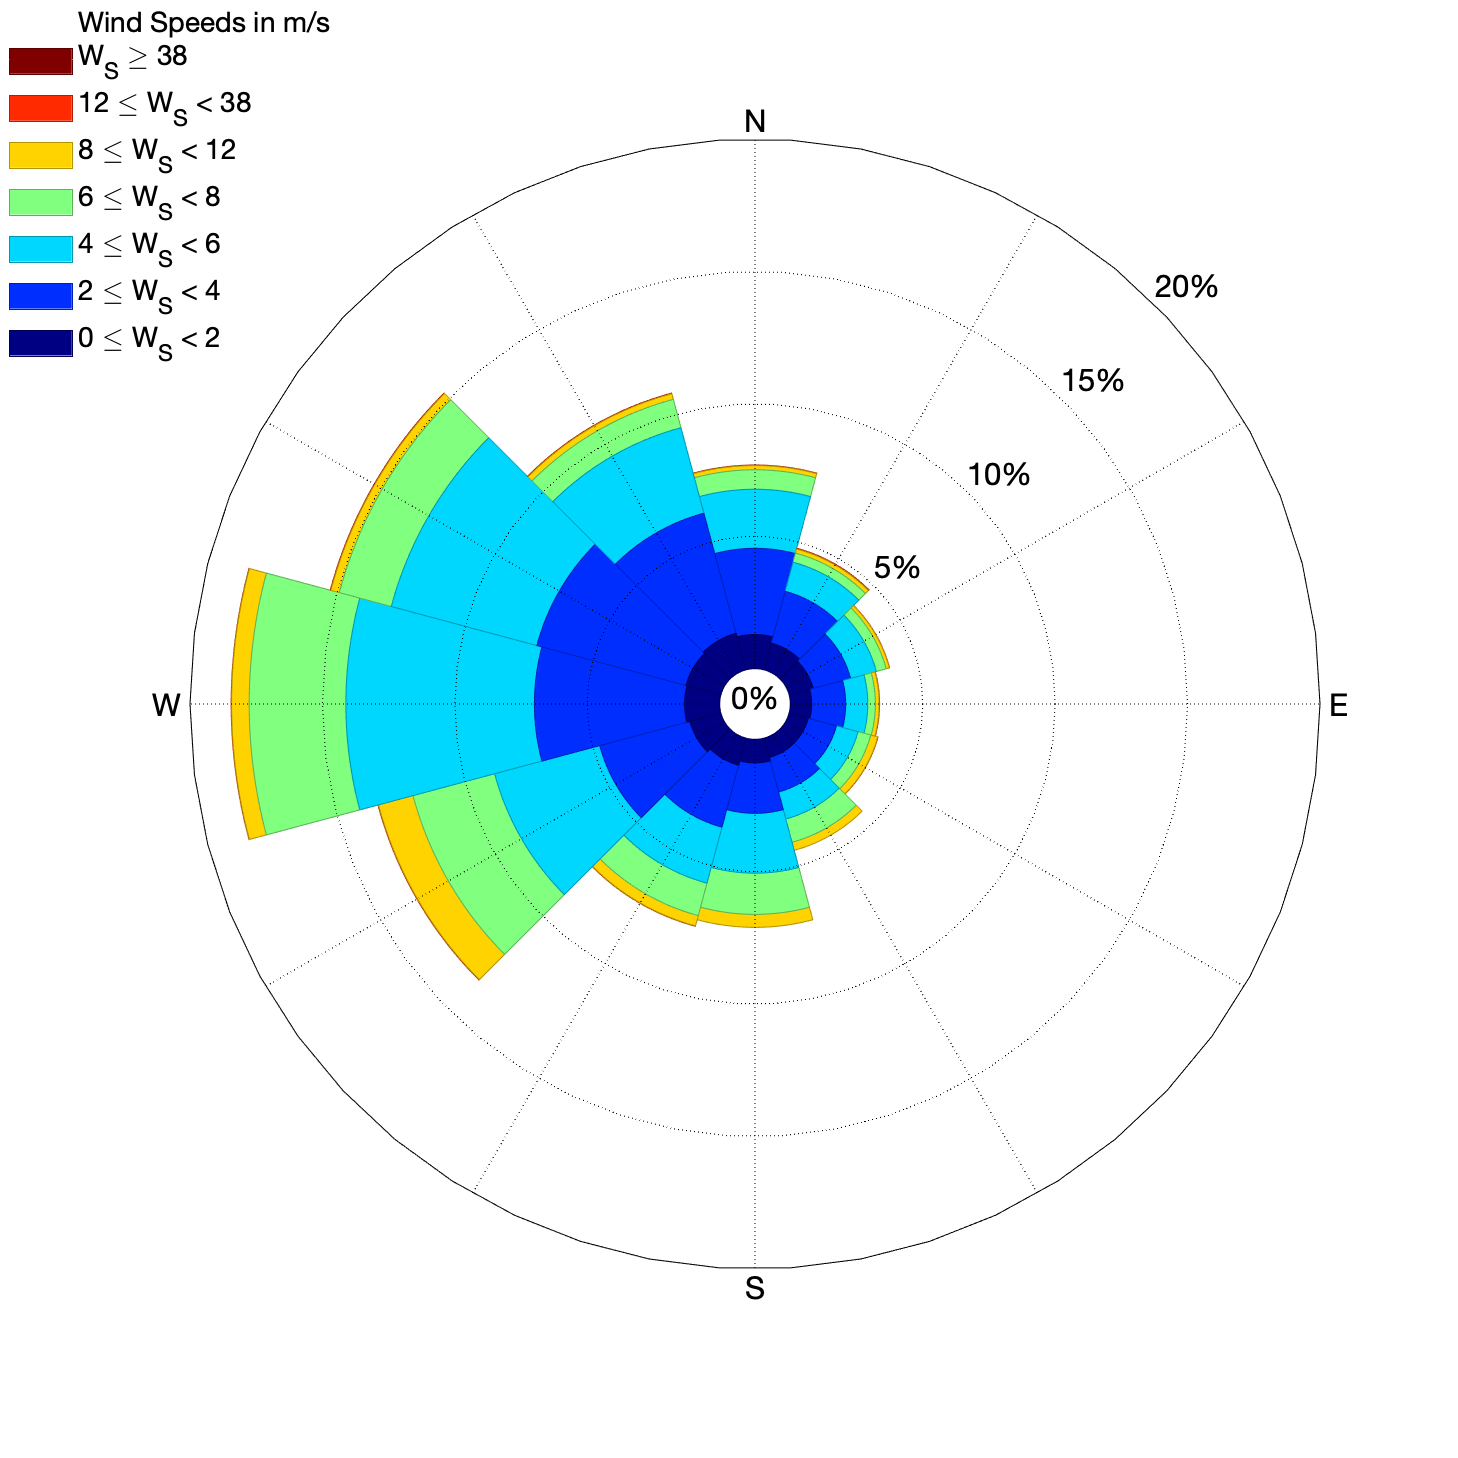 Wind Speeds in m/s
W_S ≥ 38
12 ≤ W_S < 38
8 ≤ W_S < 12
6 ≤ W_S < 8
4 ≤ W_S < 6
2 ≤ W_S < 4
0 ≤ W_S < 2
N
20%
15%
10%
5%
0%
W
E
S